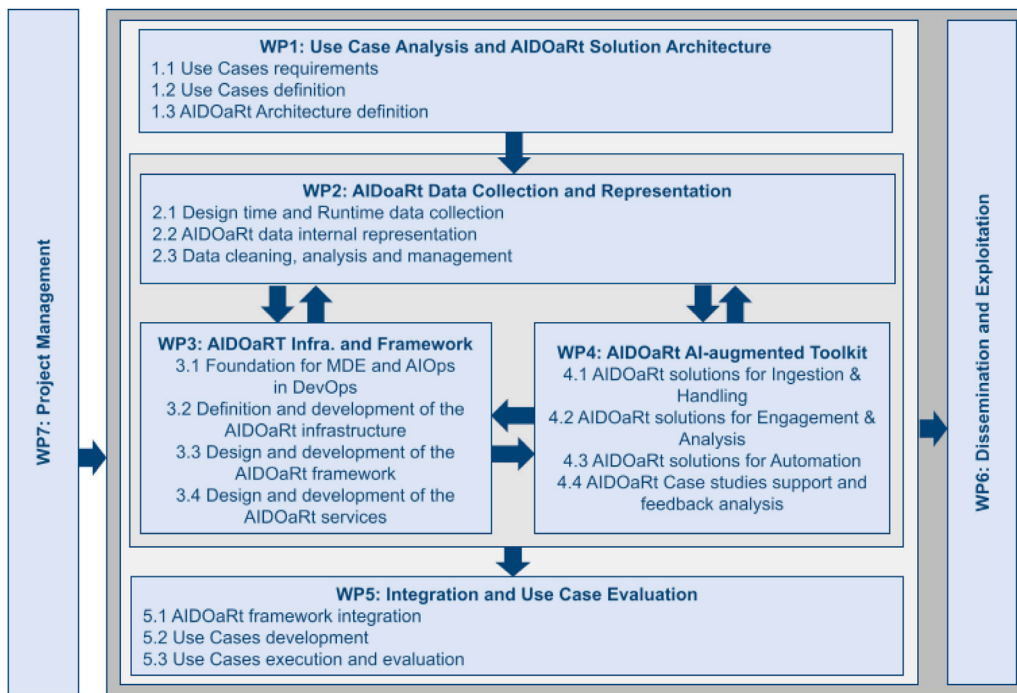 WP7: Project Management
WP1: Use Case Analysis and AIDOaRt Solution Architecture
1.1 Use Cases requirements
1.2 Use Cases definition
1.3 AIDOaRt Architecture definition
WP2: AIDoaRt Data Collection and Representation
2.1 Design time and Runtime data collection
2.2 AIDOaRt data internal representation
2.3 Data cleaning, analysis and management
WP3: AIDOaRT Infra. and Framework
3.1 Foundation for MDE and AIOps
in DevOps
3.2 Definition and development of the
AIDOaRt infrastructure
3.3 Design and development of the
AIDOaRt framework
3.4 Design and development of the
AIDOaRt services
WP4: AIDOaRt AI-augmented Toolkit
4.1 AIDOaRt solutions for Ingestion &
Handling
4.2 AIDOaRt solutions for Engagement &
Analysis
4.3 AIDOaRt solutions for Automation
4.4 AIDOaRt Case studies support and
feedback analysis
WP5: Integration and Use Case Evaluation
5.1 AIDOaRt framework integration
5.2 Use Cases development
5.3 Use Cases execution and evaluation
WP6: Dissemination and Exploitation